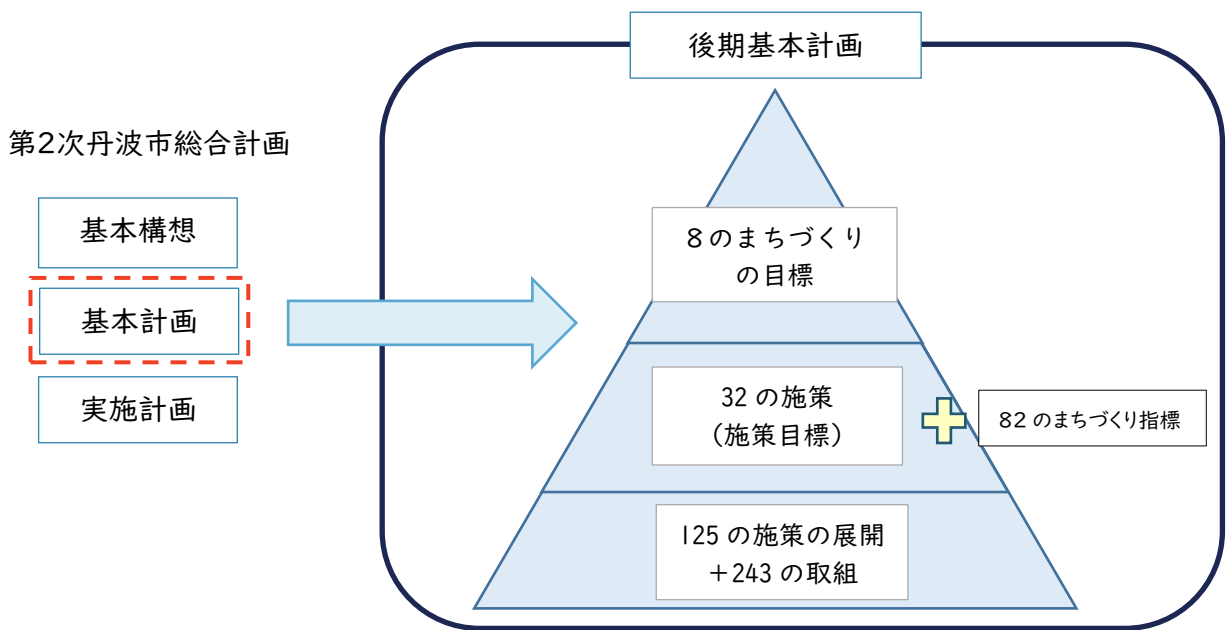 後期基本計画
第2次丹波市総合計画
基本構想
基本計画
実施計画
8のまちづくり
の目標
32の施策
(施策目標)
82のまちづくり指標
125の施策の展開
+243の取組